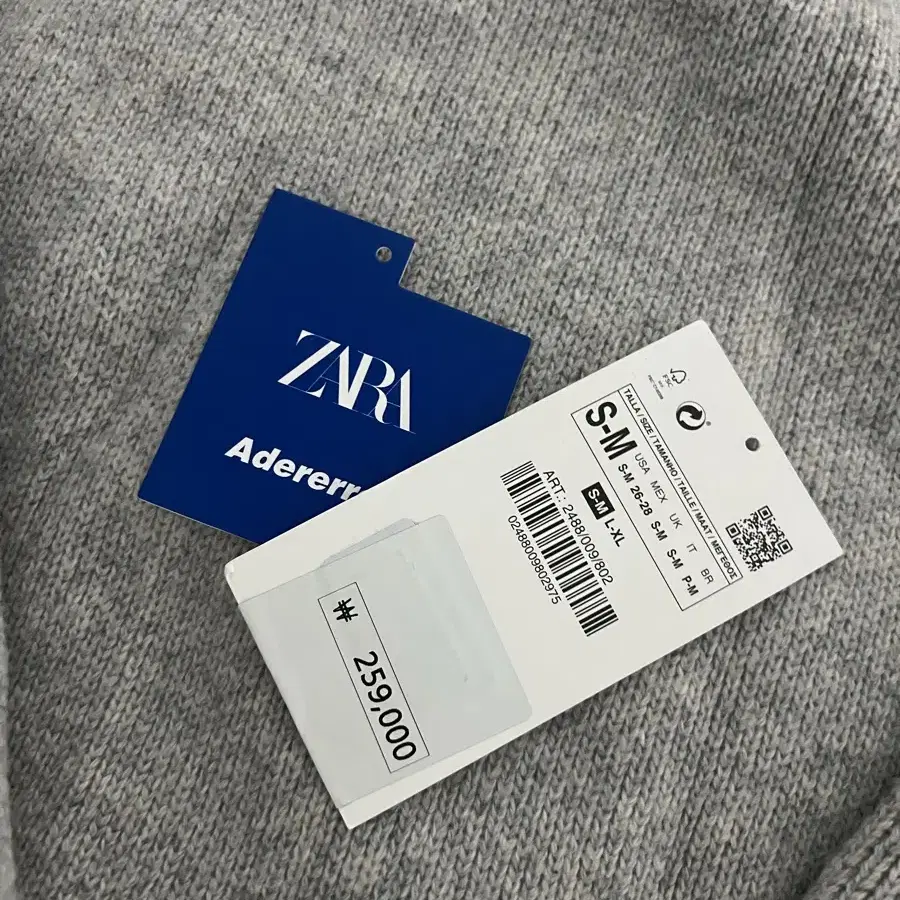 ZARA
Adererr
FSC
TALLA / SIZE / TAMANHO / TAILLE / MAAT / ΜΕΓΕΘΟΣ
S-M
USA MEX UK IT BR
S-M 26-28 S-M S-M P-M
S-M L-XL
ART.: 2488/009/802
02488009802975
₩ 259,000